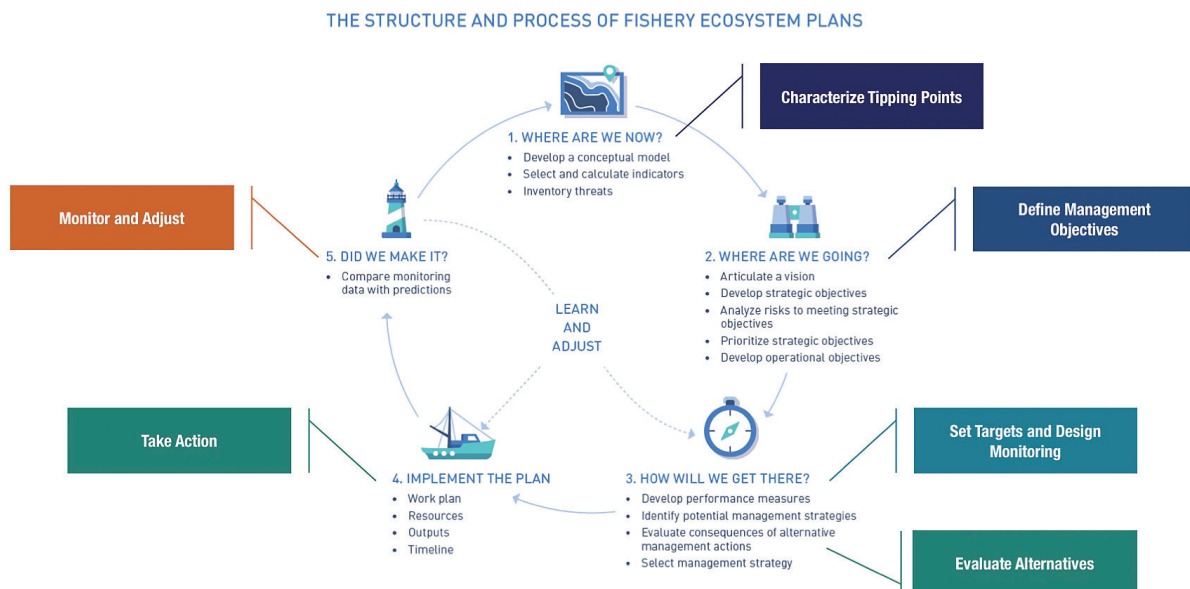 THE STRUCTURE AND PROCESS OF FISHERY ECOSYSTEM PLANS
Characterize Tipping Points
1. WHERE ARE WE NOW?
• Develop a conceptual model
• Select and calculate indicators
• Inventory threats
Monitor and Adjust
Define Management
Objectives
5. DID WE MAKE IT?
• Compare monitoring
data with predictions
2. WHERE ARE WE GOING?
• Articulate a vision
• Develop strategic objectives
• Analyze risks to meeting strategic
objectives
• Prioritize strategic objectives
• Develop operational objectives
LEARN
AND
ADJUST
Take Action
Set Targets and Design
Monitoring
4. IMPLEMENT THE PLAN
• Work plan
• Resources
• Outputs
• Timeline
3. HOW WILL WE GET THERE?
• Develop performance measures
• Identify potential management strategies
• Evaluate consequences of alternative
management actions
• Select management strategy
Evaluate Alternatives